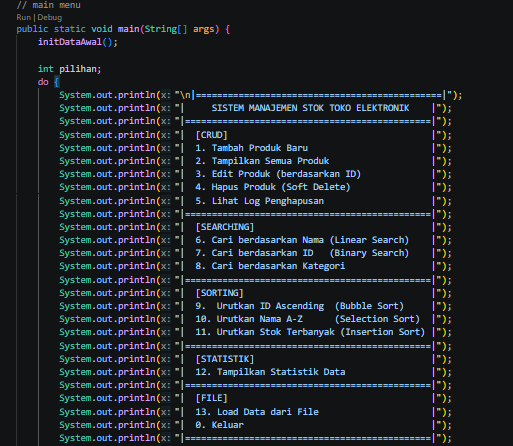 // main menu
Run | Debug
public static void main(String[] args) {
initDataAwal();
int pilihan;
do {
System.out.println(x: "\n|=============================================|");
System.out.println(x: "|     SISTEM MANAJEMEN STOK TOKO ELEKTRONIK    |");
System.out.println(x: "|=============================================|");
System.out.println(x: "|  [CRUD]                                      |");
System.out.println(x: "|  1. Tambah Produk Baru                       |");
System.out.println(x: "|  2. Tampilkan Semua Produk                   |");
System.out.println(x: "|  3. Edit Produk (berdasarkan ID)             |");
System.out.println(x: "|  4. Hapus Produk (Soft Delete)               |");
System.out.println(x: "|  5. Lihat Log Penghapusan                    |");
System.out.println(x: "|=============================================|");
System.out.println(x: "|  [SEARCHING]                                 |");
System.out.println(x: "|  6. Cari berdasarkan Nama (Linear Search)    |");
System.out.println(x: "|  7. Cari berdasarkan ID   (Binary Search)    |");
System.out.println(x: "|  8. Cari berdasarkan Kategori                |");
System.out.println(x: "|=============================================|");
System.out.println(x: "|  [SORTING]                                   |");
System.out.println(x: "|  9.  Urutkan ID Ascending  (Bubble Sort)     |");
System.out.println(x: "|  10. Urutkan Nama A-Z      (Selection Sort)  |");
System.out.println(x: "|  11. Urutkan Stok Terbanyak (Insertion Sort) |");
System.out.println(x: "|=============================================|");
System.out.println(x: "|  [STATISTIK]                                 |");
System.out.println(x: "|  12. Tampilkan Statistik Data                |");
System.out.println(x: "|=============================================|");
System.out.println(x: "|  [FILE]                                      |");
System.out.println(x: "|  13. Load Data dari File                     |");
System.out.println(x: "|  0. Keluar                                   |");
System.out.println(x: "|=============================================|");